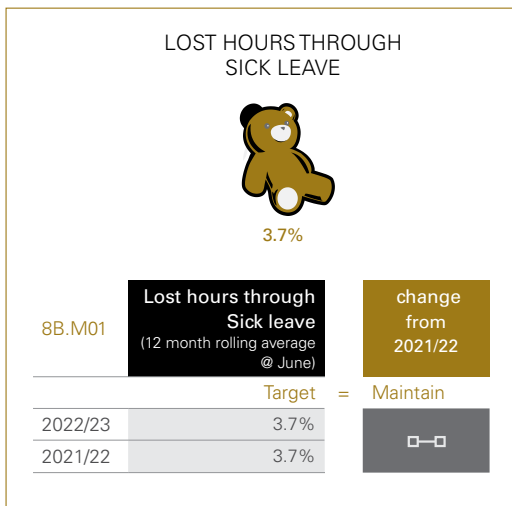 LOST HOURS THROUGH
SICK LEAVE
3.7%
8B.M01
Lost hours through
Sick leave
(12 month rolling average
@ June)
change
from
2021/22
Target = Maintain
2022/23 3.7%
2021/22 3.7%